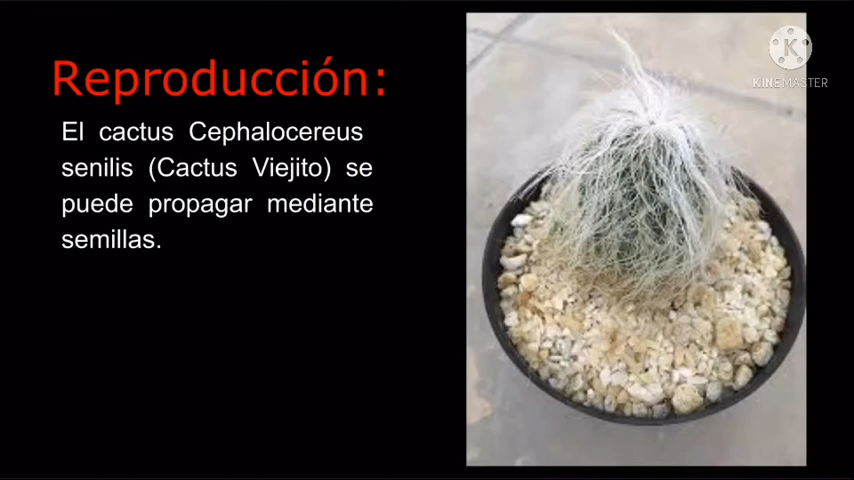 Reproducción:
El cactus Cephalocereus
senilis (Cactus Viejito) se
puede propagar mediante
semillas.
K
KINEMASTER